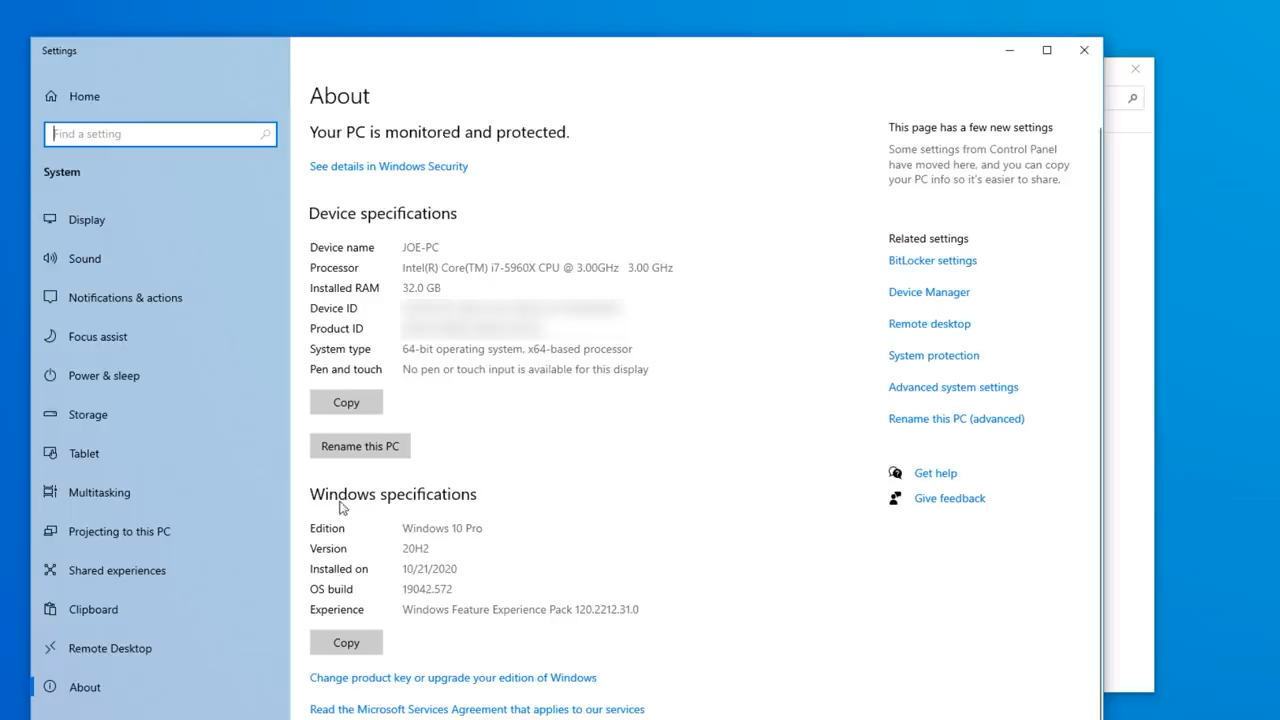 Settings
Home
Find a setting
System
Display
Sound
Notifications & actions
Focus assist
Power & sleep
Storage
Tablet
Multitasking
Projecting to this PC
Shared experiences
Clipboard
Remote Desktop
About
About
Your PC is monitored and protected.
See details in Windows Security
Device specifications
Device name JOE-PC
Processor Intel(R) Core(TM) i7-5960X CPU @ 3.00GHz 3.00 GHz
Installed RAM 32.0 GB
Device ID
Product ID
System type 64-bit operating system, x64-based processor
Pen and touch No pen or touch input is available for this display
Copy
Rename this PC
Windows specifications
Edition Windows 10 Pro
Version 20H2
Installed on 10/21/2020
OS build 19042.572
Experience Windows Feature Experience Pack 120.2212.31.0
Copy
Change product key or upgrade your edition of Windows
Read the Microsoft Services Agreement that applies to our services
This page has a few new settings
Some settings from Control Panel
have moved here, and you can copy
your PC info so it's easier to share.
Related settings
BitLocker settings
Device Manager
Remote desktop
System protection
Advanced system settings
Rename this PC (advanced)
Get help
Give feedback